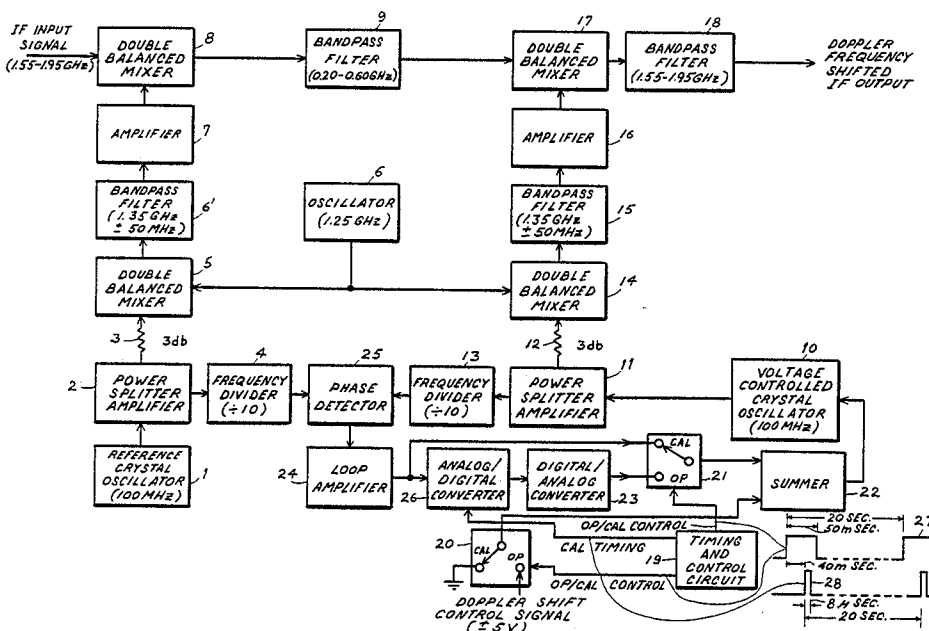 IF INPUT
SIGNAL
(1.55-1.95GHz)
DOUBLE
BALANCED
MIXER
8
BANDPASS
FILTER
(0.20-0.60GHz)
9
17
DOUBLE
BALANCED
MIXER
18
BANDPASS
FILTER
(1.55-1.95GHz)
DOPPLER
FREQUENCY
SHIFTED
IF OUTPUT
AMPLIFIER
7
AMPLIFIER
16
BANDPASS
FILTER
(1.35 GHz
± 50 MHz)
6'
6
OSCILLATOR
(1.25 GHz)
BANDPASS
FILTER
(1.35GHz
± 50MHz)
15
5
DOUBLE
BALANCED
MIXER
DOUBLE
BALANCED
MIXER
14
3
3db
12
3db
2
POWER
SPLITTER
AMPLIFIER
4
FREQUENCY
DIVIDER
(÷10)
25
PHASE
DETECTOR
13
FREQUENCY
DIVIDER
(÷10)
11
POWER
SPLITTER
AMPLIFIER
10
VOLTAGE
CONTROLLED
CRYSTAL
OSCILLATOR
(100 MHz)
REFERENCE
CRYSTAL
OSCILLATOR
(100MHz)
1
24
LOOP
AMPLIFIER
ANALOG/
DIGITAL
CONVERTER
26
DIGITAL/
ANALOG
CONVERTER
23
CAL
OP
21
SUMMER
22
20 SEC.
50m SEC.
27
OP/CAL CONTROL
CAL TIMING
20
CAL
OP
19
TIMING
AND
CONTROL
CIRCUIT
OP/CAL CONTROL
40m SEC.
28
8μ SEC.
20 SEC.
DOPPLER SHIFT
CONTROL SIGNAL
(± 5V)